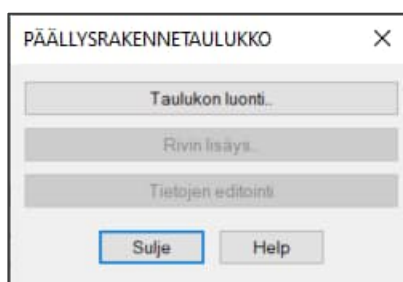 PÄÄLLYSRAKENNETAULUKKO
Taulukon luonti..
Rivin lisäys..
Tietojen editointi
Sulje Help